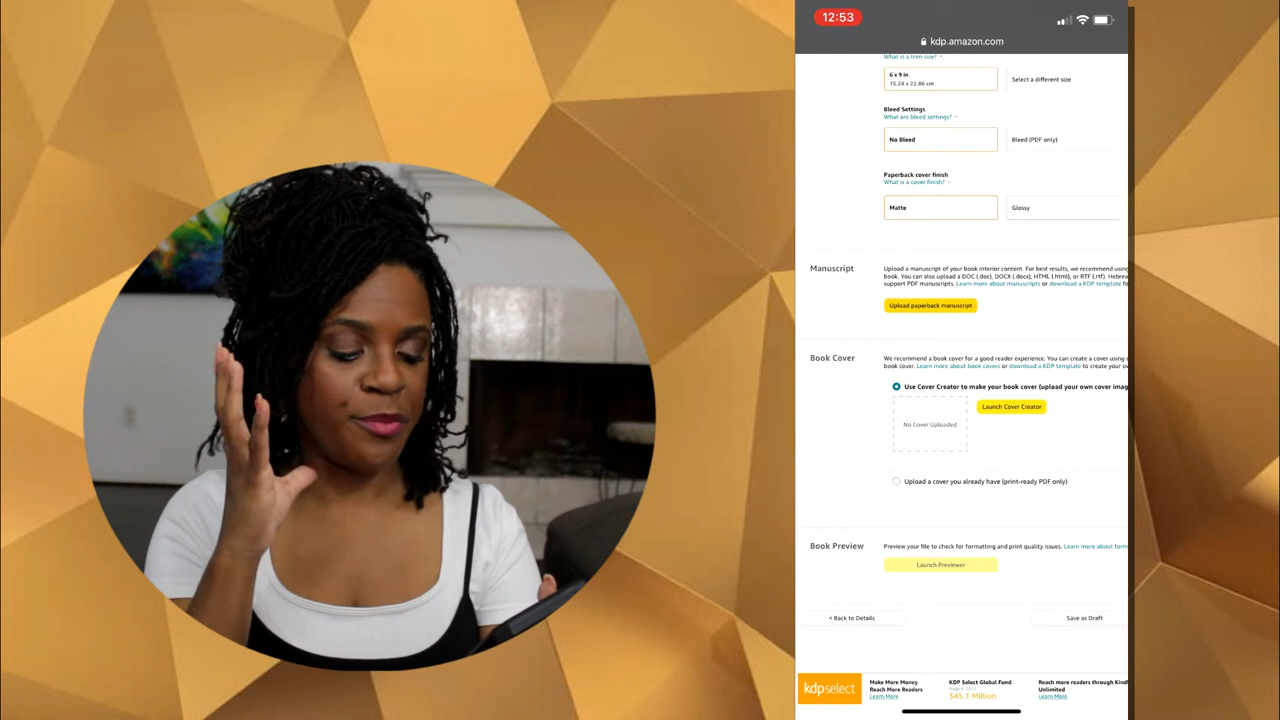 12:53
kdp.amazon.com
What is a trim size?
6 x 9 in
15.24 x 22.86 cm
Select a different size
Bleed Settings
What are bleed settings?
No Bleed
Bleed (PDF only)
Paperback cover finish
What is a cover finish?
Matte
Glossy
Manuscript
Upload a manuscript of your book interior content. For best results, we recommend using
book. You can also upload a DOC (.doc), DOCX (.docx), HTML (.html), or RTF (.rtf). Hebrew
support PDF manuscripts. Learn more about manuscripts or download a KDP template fo
Upload paperback manuscript
Book Cover
We recommend a book cover for a good reader experience. You can create a cover using
book cover. Learn more about book covers or download a KDP template to create your ow
Use Cover Creator to make your book cover (upload your own cover imag
Launch Cover Creator
No Cover Uploaded
Upload a cover you already have (print-ready PDF only)
Book Preview
Preview your file to check for formatting and print quality issues. Learn more about form
Launch Previewer
< Back to Details
Save as Draft
kdpselect
Make More Money
Reach More Readers
Learn More
KDP Select Global Fund
August 2022
$45.1 Million
Reach more readers through Kindl
Unlimited
Learn More